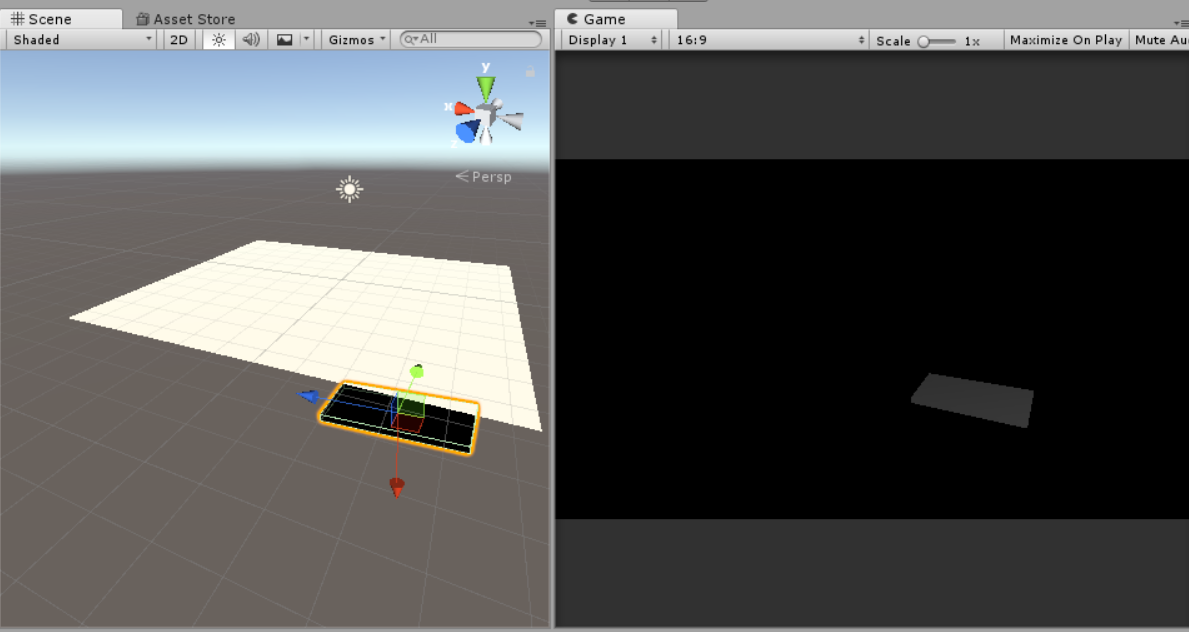 Scene
Asset Store
Shaded
2D
Gizmos
All
y
x
z
Persp
Game
Display 1
16:9
Scale
1x
Maximize On Play
Mute Au